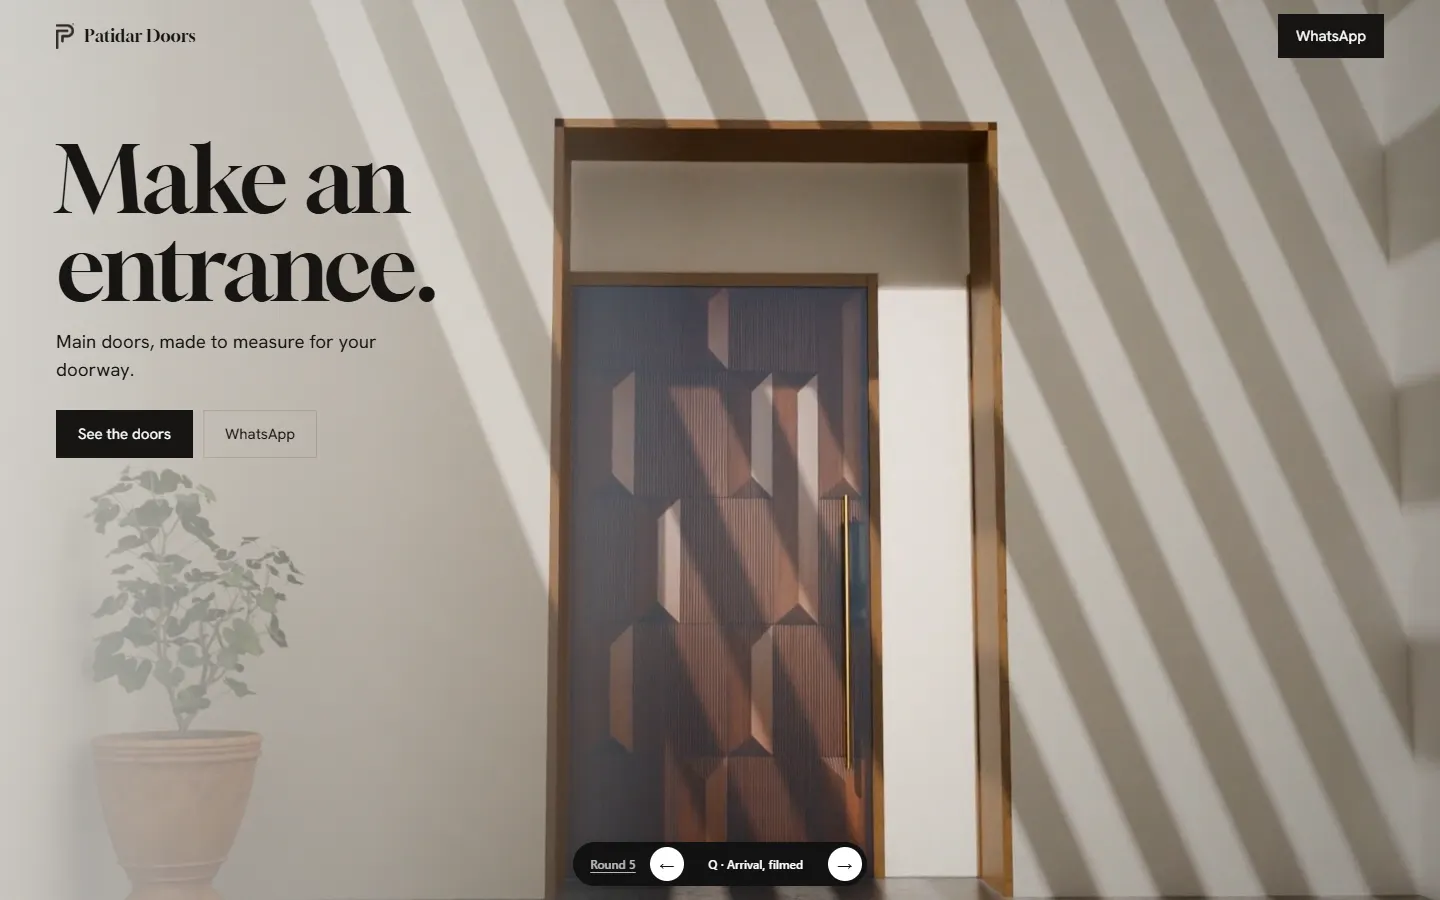 Patidar Doors
WhatsApp
Make an
entrance.
Main doors, made to measure for your
doorway.
See the doors
WhatsApp
Round 5
←
Q · Arrival, filmed
→